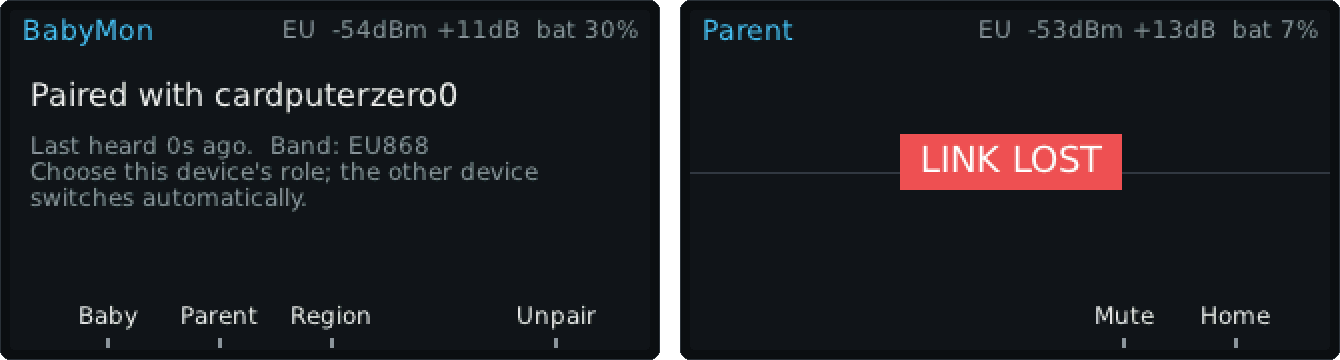 BabyMon EU -54dBm +11dB bat 30%
Paired with cardputerzero0
Last heard 0s ago. Band: EU868
Choose this device's role; the other device
switches automatically.
Baby Parent Region Unpair
Parent EU -53dBm +13dB bat 7%
LINK LOST
Mute Home